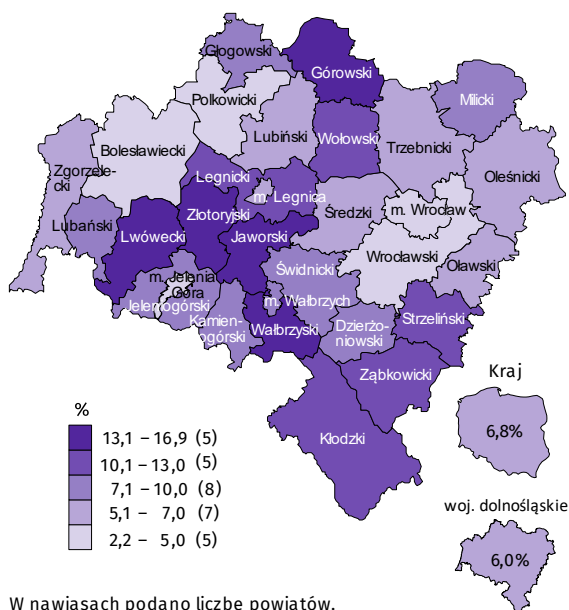 Głogowski
Górowski
Milicki
Polkowicki
Lubiński
Wołowski
Trzebnicki
Bolesławiecki
Zgorzele-
cki
Legnicki
m. Legnica
Oleśnicki
Lubański
Lwówecki
Złotoryjski
Jaworski
Średzki
m. Wrocław
Wrocławski
Oławski
m. Jelenia
Góra
Jeleniogórski
Kamien-
nogórski
Świdnicki
m. Wałbrzych
Wałbrzyski
Dzierżo-
niowski
Strzeliński
Ząbkowicki
Kłodzki
Kraj
6,8%
woj. dolnośląskie
6,0%
%
13,1 – 16,9 (5)
10,1 – 13,0 (5)
7,1 – 10,0 (8)
5,1 – 7,0 (7)
2,2 – 5,0 (5)
W nawiasach podano liczbę powiatów.